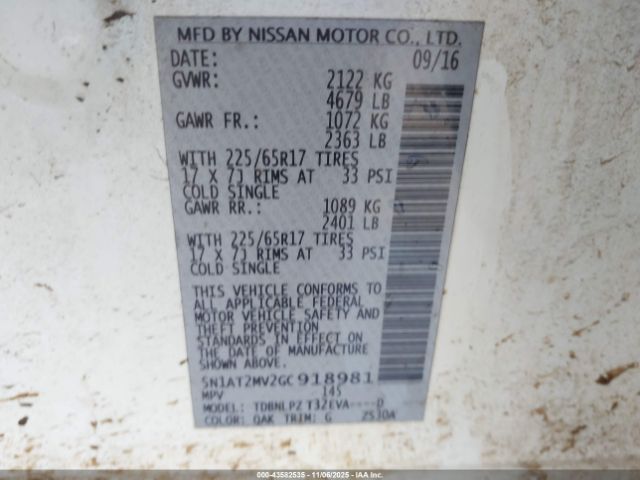 MFD BY NISSAN MOTOR CO., LTD.
DATE: 09/16
GVWR: 2122 KG
4679 LB
GAWR FR.: 1072 KG
2363 LB
WITH 225/65R17 TIRES
17 X 7J RIMS AT 33 PSI
COLD SINGLE
GAWR RR.: 1089 KG
2401 LB
WITH 225/65R17 TIRES
17 X 7J RIMS AT 33 PSI
COLD SINGLE
THIS VEHICLE CONFORMS TO
ALL APPLICABLE FEDERAL
MOTOR VEHICLE SAFETY AND
THEFT PREVENTION
STANDARDS IN EFFECT ON
THE DATE OF MANUFACTURE
SHOWN ABOVE.
5N1AT2MV2GC918981
MPV 145
MODEL: TDBNLPZ T32EVA----D
COLOR: QAK TRIM: G ZS30A
000-43582535 - 11/06/2025 - iaai.com